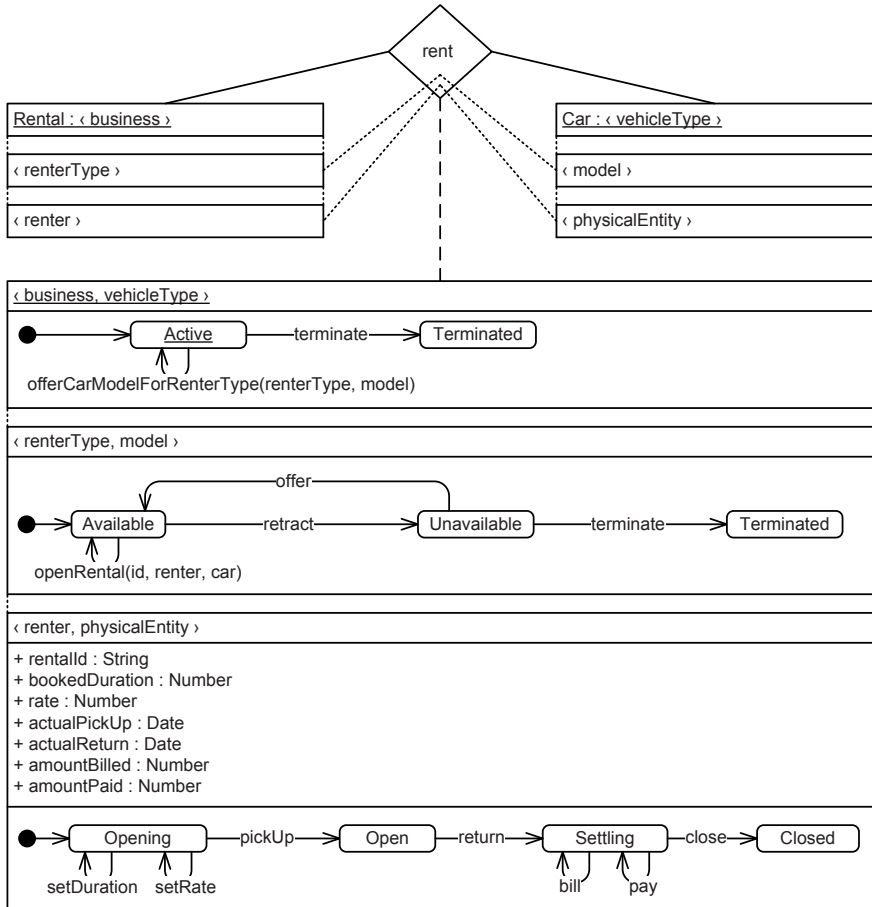 rent
Rental : ‹ business ›
Car : ‹ vehicleType ›
‹ renterType ›
‹ model ›
‹ renter ›
‹ physicalEntity ›
‹ business, vehicleType ›
Active
terminate
Terminated
offerCarModelForRenterType(renterType, model)
‹ renterType, model ›
offer
Available
retract
Unavailable
terminate
Terminated
openRental(id, renter, car)
‹ renter, physicalEntity ›
+ rentalId : String
+ bookedDuration : Number
+ rate : Number
+ actualPickUp : Date
+ actualReturn : Date
+ amountBilled : Number
+ amountPaid : Number
Opening
pickUp
Open
return
Settling
close
Closed
setDuration
setRate
bill
pay